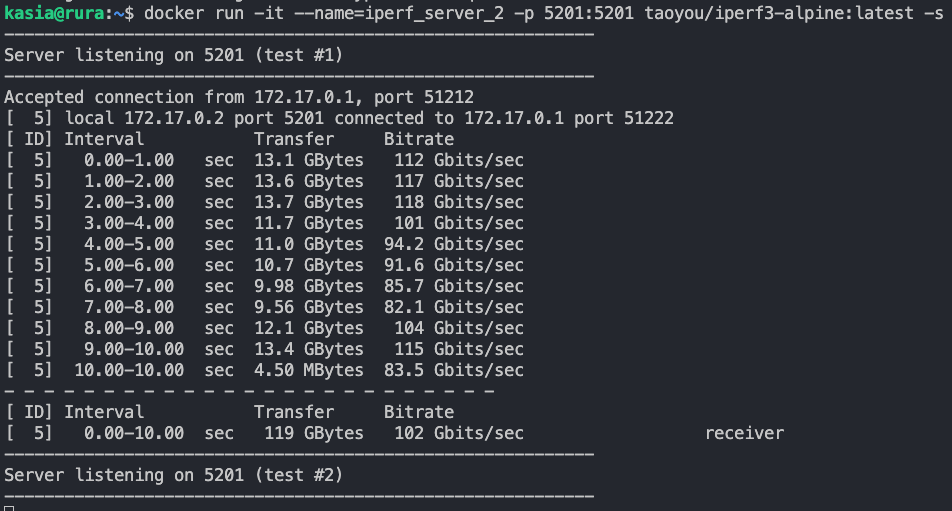 kasia@rura:~$ docker run -it --name=iperf_server_2 -p 5201:5201 taoyou/iperf3-alpine:latest -s
-----------------------------------------------------------
Server listening on 5201 (test #1)
-----------------------------------------------------------
Accepted connection from 172.17.0.1, port 51212
[  5] local 172.17.0.2 port 5201 connected to 172.17.0.1 port 51222
[ ID] Interval           Transfer     Bitrate
[  5]   0.00-1.00   sec  13.1 GBytes   112 Gbits/sec
[  5]   1.00-2.00   sec  13.6 GBytes   117 Gbits/sec
[  5]   2.00-3.00   sec  13.7 GBytes   118 Gbits/sec
[  5]   3.00-4.00   sec  11.7 GBytes   101 Gbits/sec
[  5]   4.00-5.00   sec  11.0 GBytes  94.2 Gbits/sec
[  5]   5.00-6.00   sec  10.7 GBytes  91.6 Gbits/sec
[  5]   6.00-7.00   sec  9.98 GBytes  85.7 Gbits/sec
[  5]   7.00-8.00   sec  9.56 GBytes  82.1 Gbits/sec
[  5]   8.00-9.00   sec  12.1 GBytes   104 Gbits/sec
[  5]   9.00-10.00  sec  13.4 GBytes   115 Gbits/sec
[  5]  10.00-10.00  sec  4.50 MBytes  83.5 Gbits/sec
- - - - - - - - - - - - - - - - - - - - - - - - -
[ ID] Interval           Transfer     Bitrate
[  5]   0.00-10.00  sec   119 GBytes   102 Gbits/sec                  receiver
-----------------------------------------------------------
Server listening on 5201 (test #2)
-----------------------------------------------------------